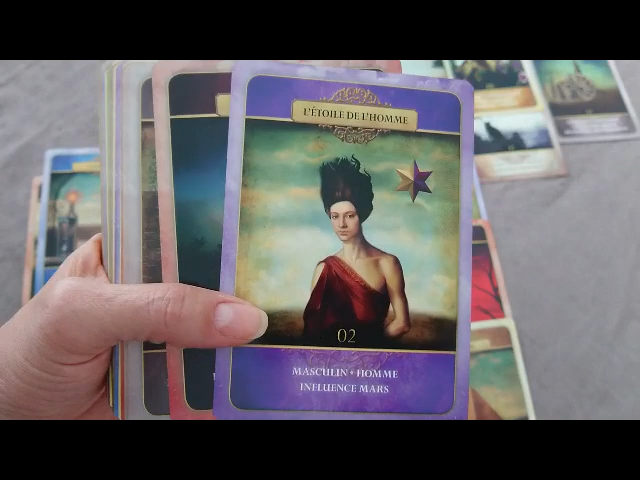 L'ÉTOILE DE L'HOMME
02
MASCULIN • HOMME
INFLUENCE MARS